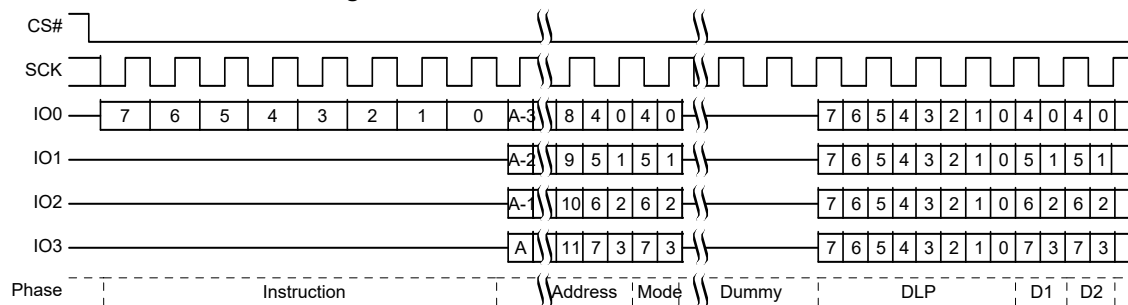 CS#
SCK
IO0 7 6 5 4 3 2 1 0 A-3 8 4 0 4 0 7 6 5 4 3 2 1 0 4 0 4 0
IO1 A-2 9 5 1 5 1 7 6 5 4 3 2 1 0 5 1 5 1
IO2 A-1 10 6 2 6 2 7 6 5 4 3 2 1 0 6 2 6 2
IO3 A 11 7 3 7 3 7 6 5 4 3 2 1 0 7 3 7 3
Phase Instruction Address Mode Dummy DLP D1 D2